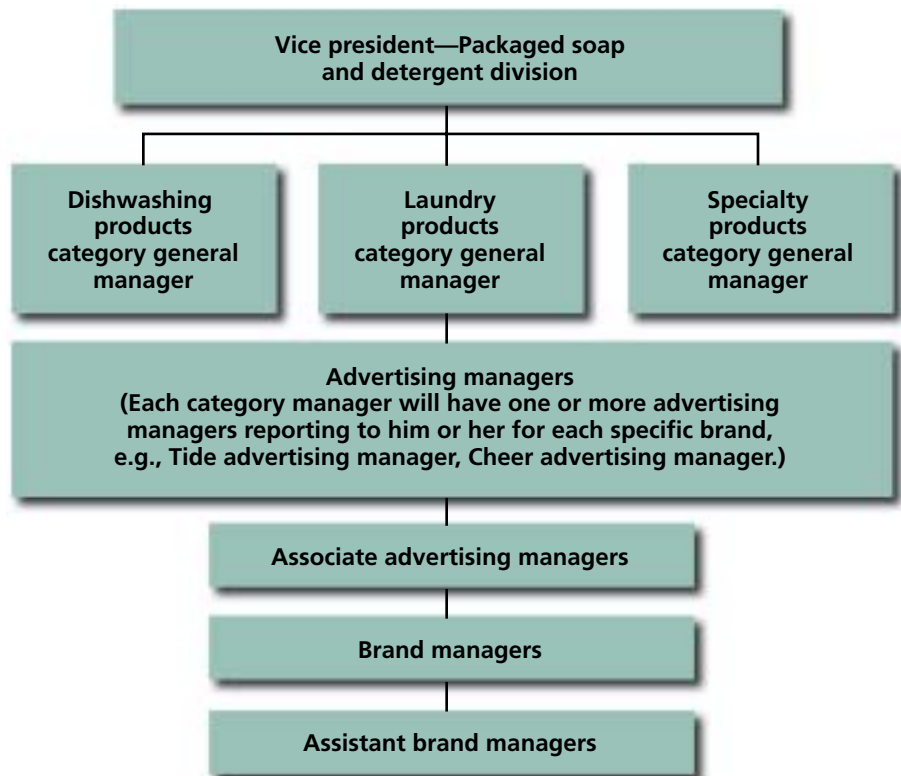 Vice president—Packaged soap
and detergent division
Dishwashing
products
category general
manager
Laundry
products
category general
manager
Specialty
products
category general
manager
Advertising managers
(Each category manager will have one or more advertising
managers reporting to him or her for each specific brand,
e.g., Tide advertising manager, Cheer advertising manager.)
Associate advertising managers
Brand managers
Assistant brand managers